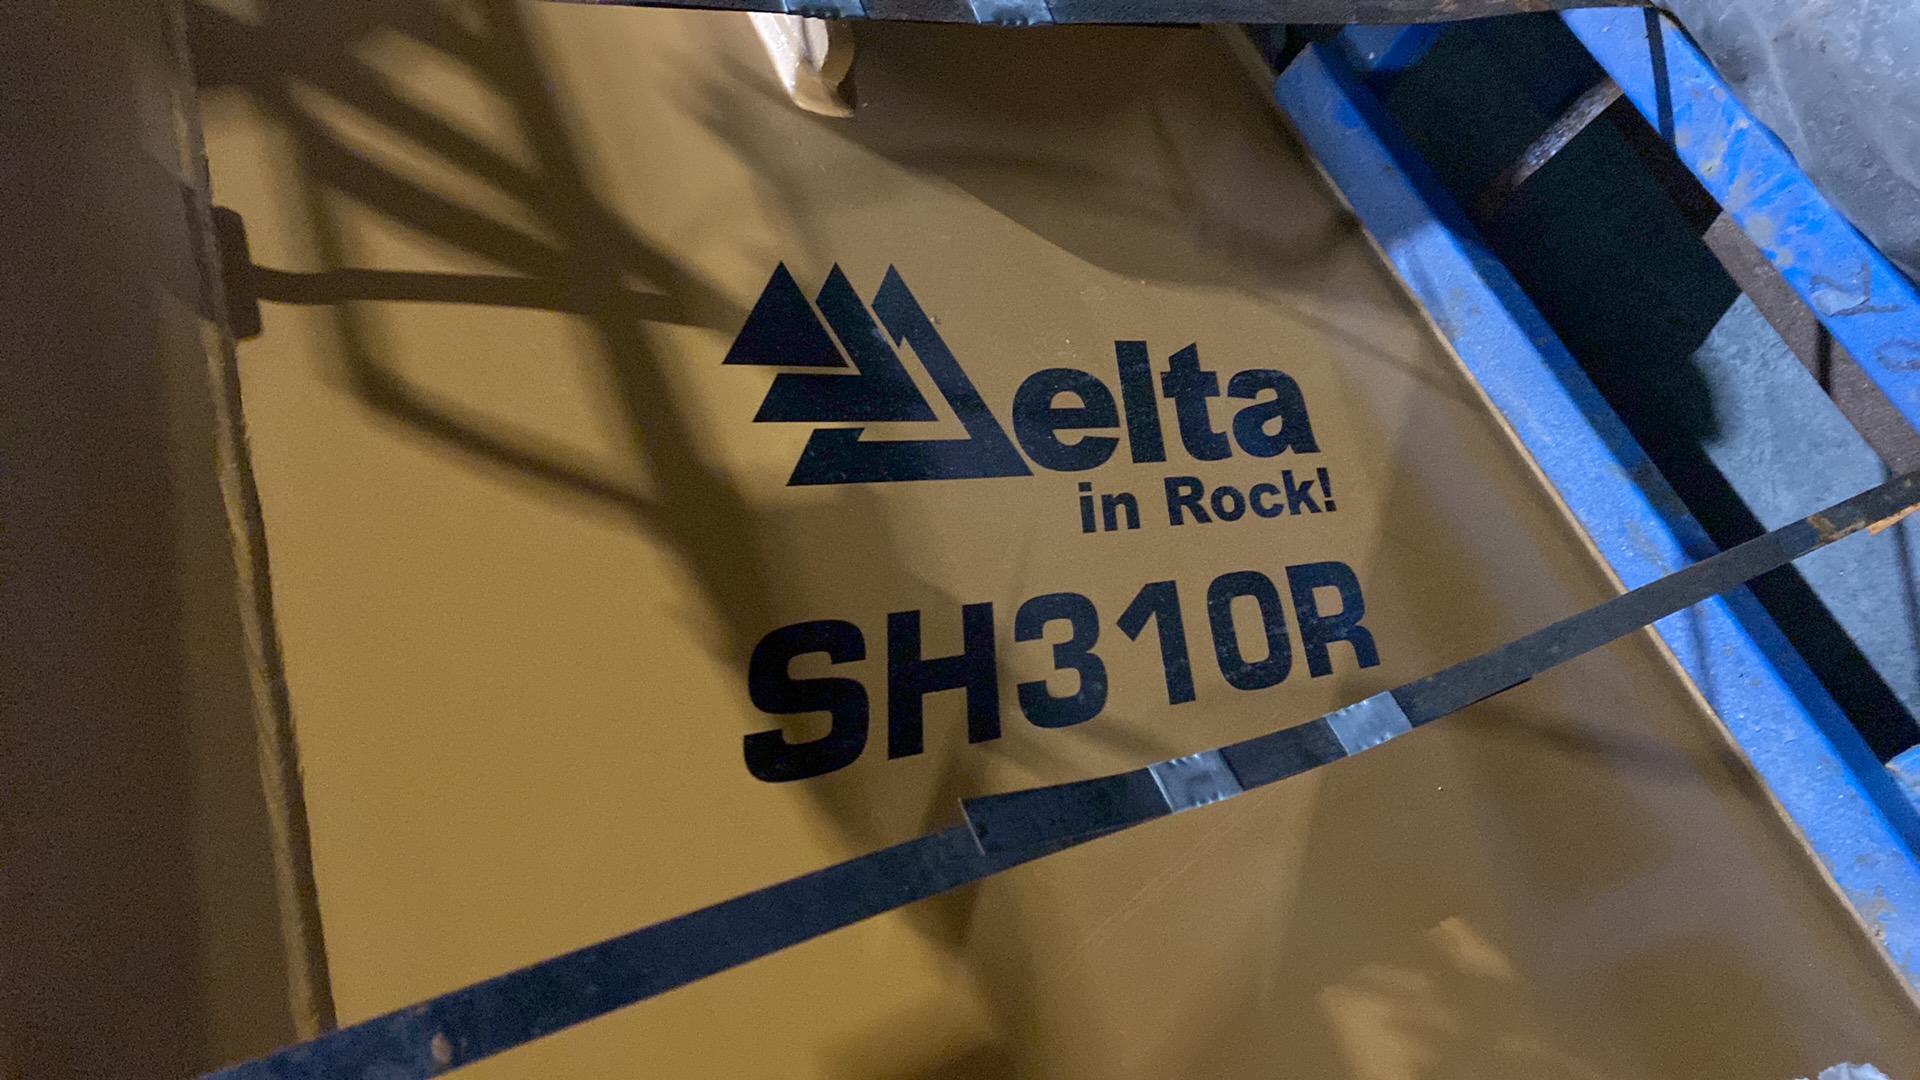 Delta
in Rock!
SH310R